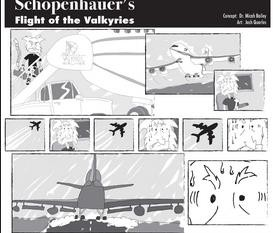 Schopenhauer's
Flight of the Valkyries
Concept: Dr. Micah Bailey
Art: Josh Quarles